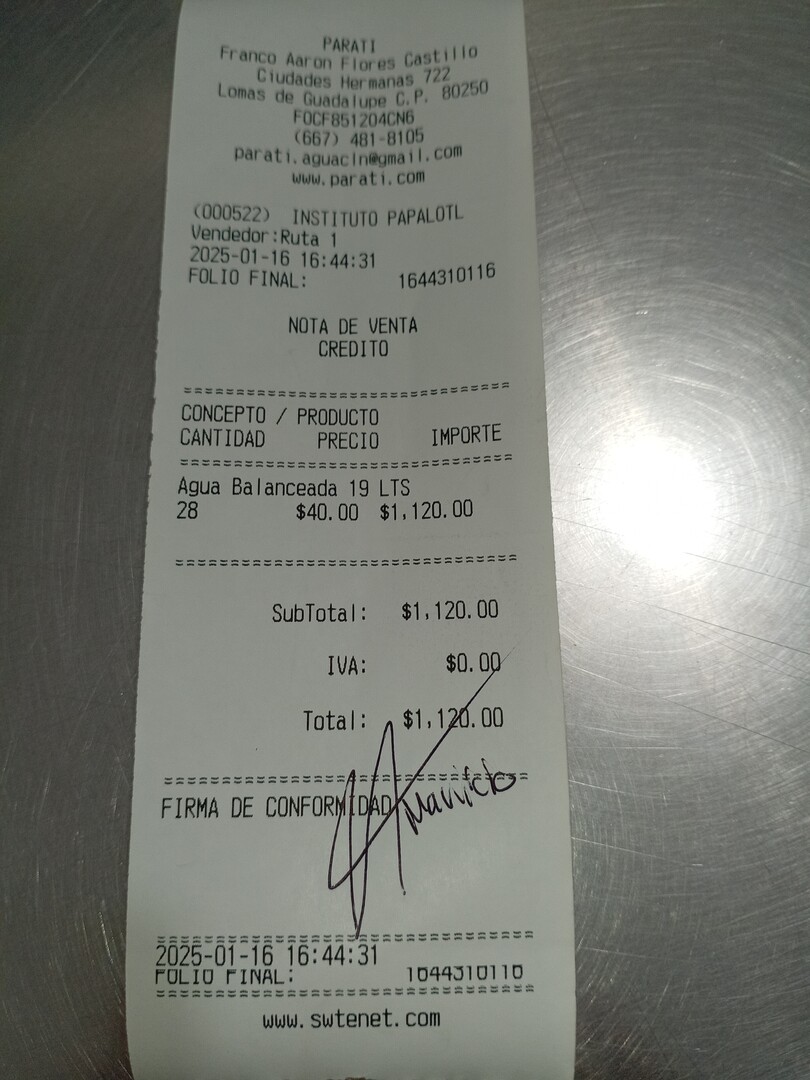 PARATI
Franco Aaron Flores Castillo
Ciudades Hermanas 722
Lomas de Guadalupe C.P. 80250
FOCF851204CN6
(667) 481-8105
parati.aguacln@gmail.com
www.parati.com
(000522) INSTITUTO PAPALOTL
Vendedor:Ruta 1
2025-01-16 16:44:31
FOLIO FINAL: 1644310116
NOTA DE VENTA
CREDITO
CONCEPTO / PRODUCTO
CANTIDAD PRECIO IMPORTE
Agua Balanceada 19 LTS
28 $40.00 $1,120.00
SubTotal: $1,120.00
IVA: $0.00
Total: $1,120.00
FIRMA DE CONFORMIDAD
2025-01-16 16:44:31
FOLIO FINAL: 1644310116
www.swtenet.com